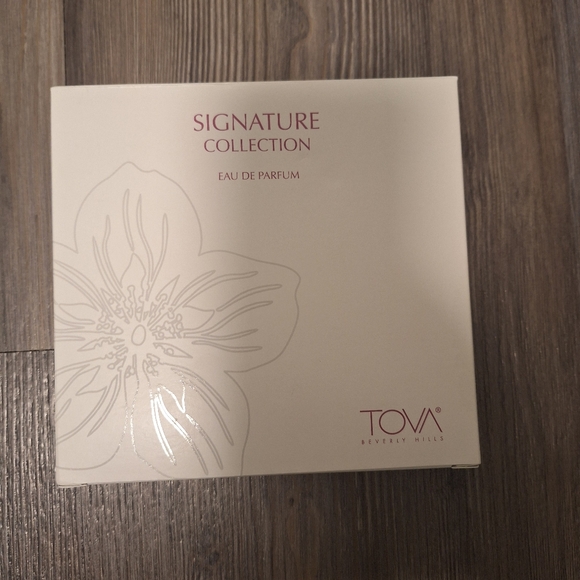 SIGNATURE
COLLECTION
EAU DE PARFUM
TOVA®
BEVERLY HILLS